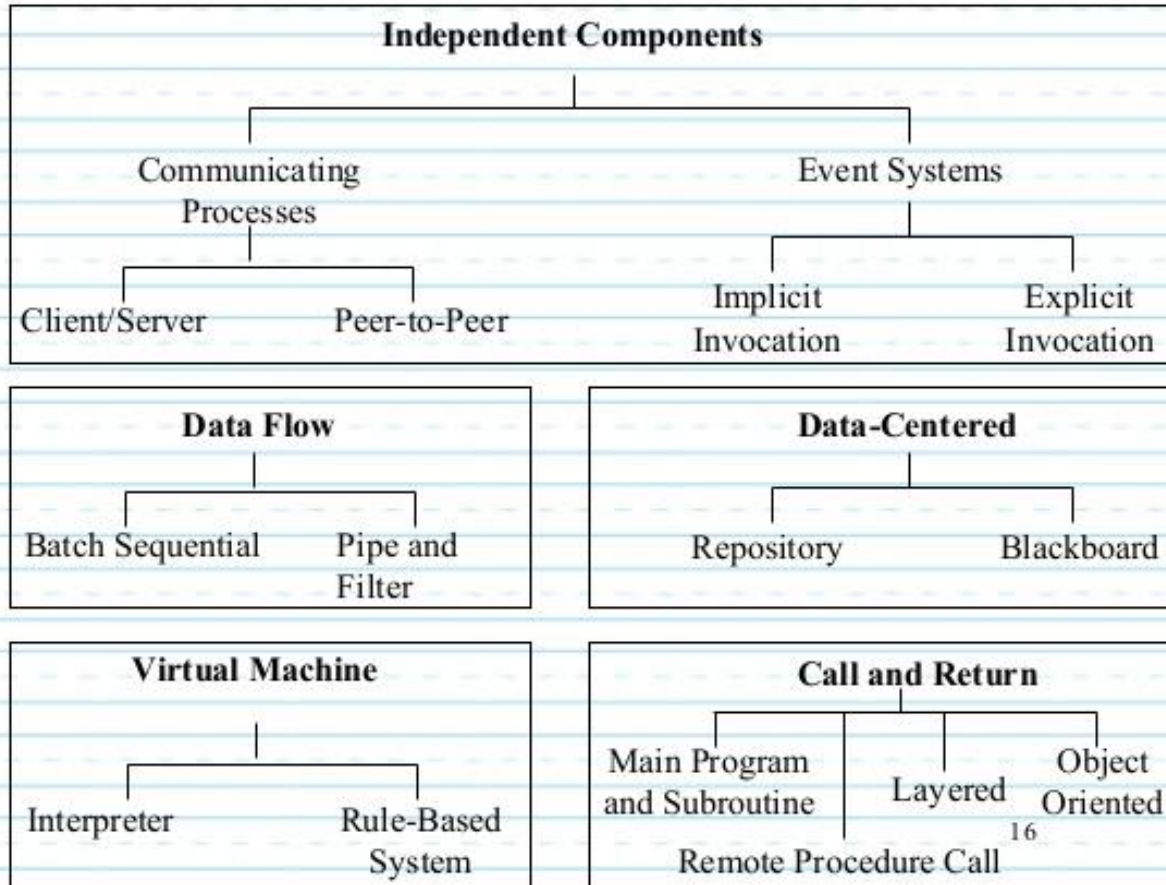 Independent Components
Communicating
Processes
Event Systems
Client/Server
Peer-to-Peer
Implicit
Invocation
Explicit
Invocation
Data Flow
Batch Sequential
Pipe and
Filter
Data-Centered
Repository
Blackboard
Virtual Machine
Interpreter
Rule-Based
System
Call and Return
Main Program
and Subroutine
Layered
Object
Oriented
Remote Procedure Call
16